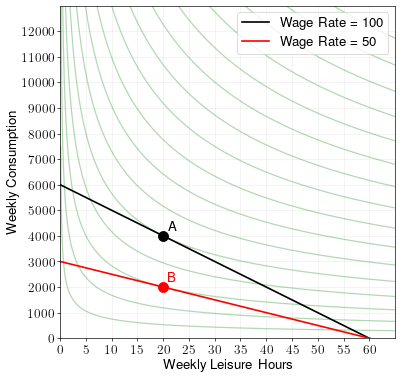 Wage Rate = 100
Wage Rate = 50
12000
11000
10000
9000
8000
7000
6000
5000
4000
3000
2000
1000
0
Weekly Consumption
A
B
0 5 10 15 20 25 30 35 40 45 50 55 60
Weekly Leisure Hours